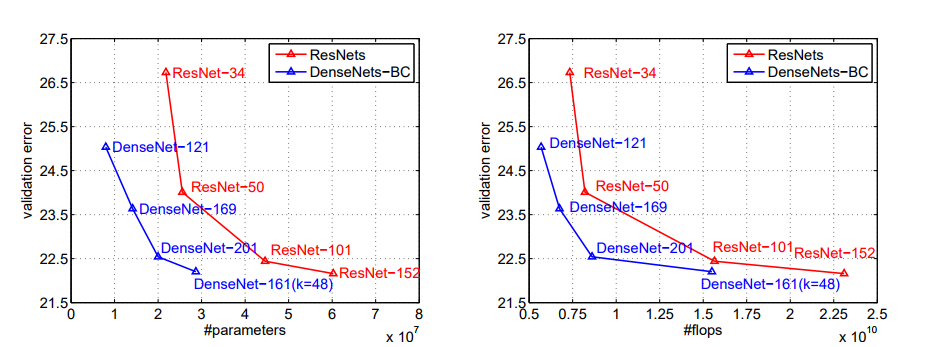 27.5
26.5
25.5
24.5
23.5
22.5
21.5
validation error
ResNets
DenseNets−BC
ResNet−34
DenseNet−121
ResNet−50
DenseNet−169
DenseNet−201
ResNet−101
ResNet−152
DenseNet−161(k=48)
0 1 2 3 4 5 6 7 8
#parameters
x 10^7
27.5
26.5
25.5
24.5
23.5
22.5
21.5
validation error
ResNets
DenseNets−BC
ResNet−34
DenseNet−121
ResNet−50
DenseNet−169
DenseNet−201
ResNet−101
ResNet−152
DenseNet−161(k=48)
0.5 0.75 1 1.25 1.5 1.75 2 2.25 2.5
#flops
x 10^10